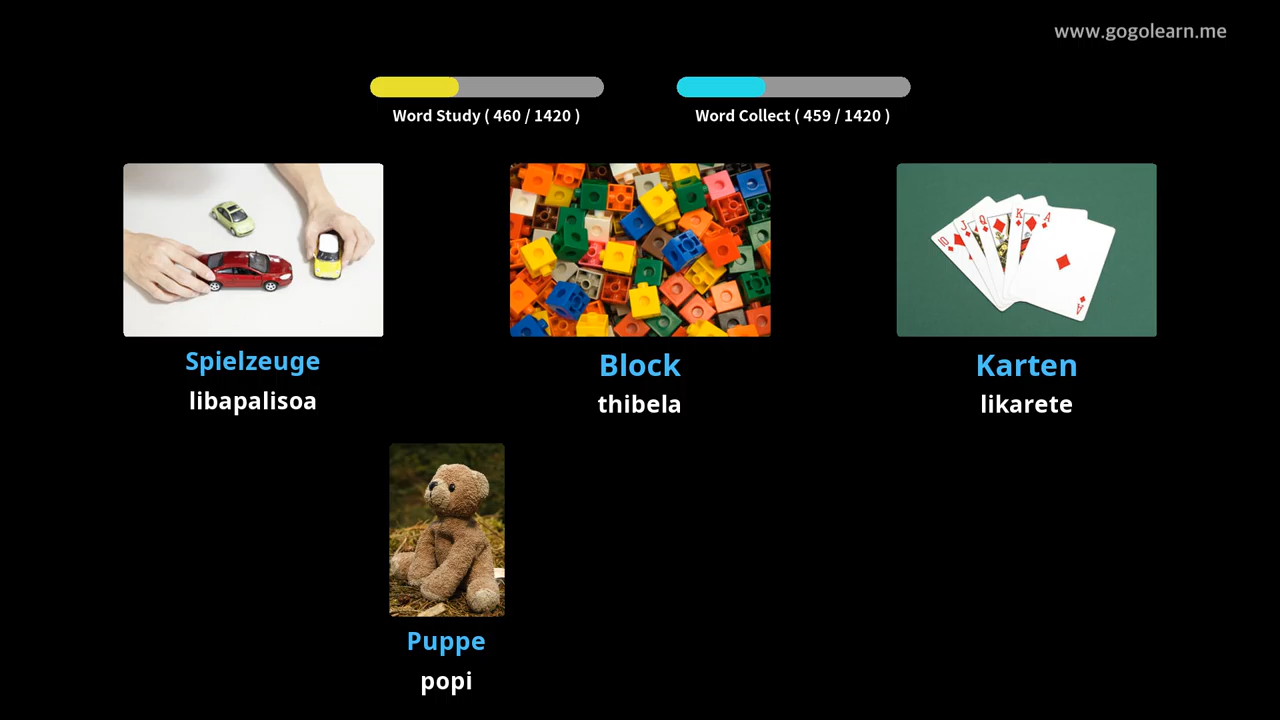 www.gogolearn.me
Word Study ( 460 / 1420 )
Word Collect ( 459 / 1420 )
Spielzeuge
libapalisoa
Block
thibela
10 J Q K A
A
Karten
likarete
Puppe
popi